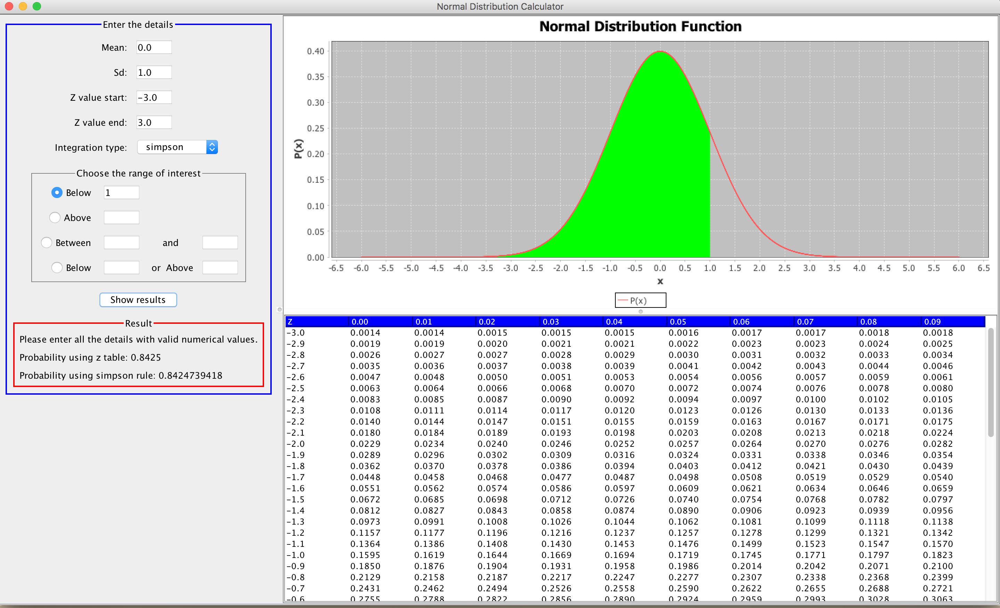 Normal Distribution Calculator
Enter the details
Mean: 0.0
Sd: 1.0
Z value start: -3.0
Z value end: 3.0
Integration type: simpson
Choose the range of interest
Below 1
Above
Between and
Below or Above
Show results
Result
Please enter all the details with valid numerical values.
Probability using z table: 0.8425
Probability using simpson rule: 0.8424739418
Normal Distribution Function
P(x)
0.40
0.35
0.30
0.25
0.20
0.15
0.10
0.05
0.00
-6.5 -6.0 -5.5 -5.0 -4.5 -4.0 -3.5 -3.0 -2.5 -2.0 -1.5 -1.0 -0.5 0.0 0.5 1.0 1.5 2.0 2.5 3.0 3.5 4.0 4.5 5.0 5.5 6.0 6.5
x
P(x)
Z 0.00 0.01 0.02 0.03 0.04 0.05 0.06 0.07 0.08 0.09
-3.0 0.0014 0.0014 0.0015 0.0015 0.0015 0.0016 0.0017 0.0017 0.0018 0.0018
-2.9 0.0019 0.0019 0.0020 0.0021 0.0021 0.0022 0.0023 0.0023 0.0024 0.0025
-2.8 0.0026 0.0027 0.0027 0.0028 0.0029 0.0030 0.0031 0.0032 0.0033 0.0034
-2.7 0.0035 0.0036 0.0037 0.0038 0.0039 0.0041 0.0042 0.0043 0.0044 0.0046
-2.6 0.0047 0.0048 0.0050 0.0051 0.0053 0.0054 0.0056 0.0057 0.0059 0.0061
-2.5 0.0063 0.0064 0.0066 0.0068 0.0070 0.0072 0.0074 0.0076 0.0078 0.0080
-2.4 0.0083 0.0085 0.0087 0.0090 0.0092 0.0094 0.0097 0.0100 0.0102 0.0105
-2.3 0.0108 0.0111 0.0114 0.0117 0.0120 0.0123 0.0126 0.0130 0.0133 0.0136
-2.2 0.0140 0.0144 0.0147 0.0151 0.0155 0.0159 0.0163 0.0167 0.0171 0.0175
-2.1 0.0180 0.0184 0.0189 0.0193 0.0198 0.0203 0.0208 0.0213 0.0218 0.0224
-2.0 0.0229 0.0234 0.0240 0.0246 0.0252 0.0257 0.0264 0.0270 0.0276 0.0282
-1.9 0.0289 0.0296 0.0302 0.0309 0.0316 0.0324 0.0331 0.0338 0.0346 0.0354
-1.8 0.0362 0.0370 0.0378 0.0386 0.0394 0.0403 0.0412 0.0421 0.0430 0.0439
-1.7 0.0448 0.0458 0.0468 0.0477 0.0487 0.0498 0.0508 0.0519 0.0529 0.0540
-1.6 0.0551 0.0562 0.0574 0.0586 0.0597 0.0609 0.0621 0.0634 0.0646 0.0659
-1.5 0.0672 0.0685 0.0698 0.0712 0.0726 0.0740 0.0754 0.0768 0.0782 0.0797
-1.4 0.0812 0.0827 0.0843 0.0858 0.0874 0.0890 0.0906 0.0923 0.0939 0.0956
-1.3 0.0973 0.0991 0.1008 0.1026 0.1044 0.1062 0.1081 0.1099 0.1118 0.1138
-1.2 0.1157 0.1177 0.1196 0.1216 0.1237 0.1257 0.1278 0.1299 0.1321 0.1342
-1.1 0.1364 0.1386 0.1408 0.1430 0.1453 0.1476 0.1499 0.1523 0.1547 0.1570
-1.0 0.1595 0.1619 0.1644 0.1669 0.1694 0.1719 0.1745 0.1771 0.1797 0.1823
-0.9 0.1850 0.1876 0.1904 0.1931 0.1958 0.1986 0.2014 0.2042 0.2071 0.2100
-0.8 0.2129 0.2158 0.2187 0.2217 0.2247 0.2277 0.2307 0.2338 0.2368 0.2399
-0.7 0.2431 0.2462 0.2494 0.2526 0.2558 0.2590 0.2622 0.2655 0.2688 0.2721
-0.6 0.2755 0.2788 0.2822 0.2856 0.2890 0.2924 0.2959 0.2993 0.3028 0.3063